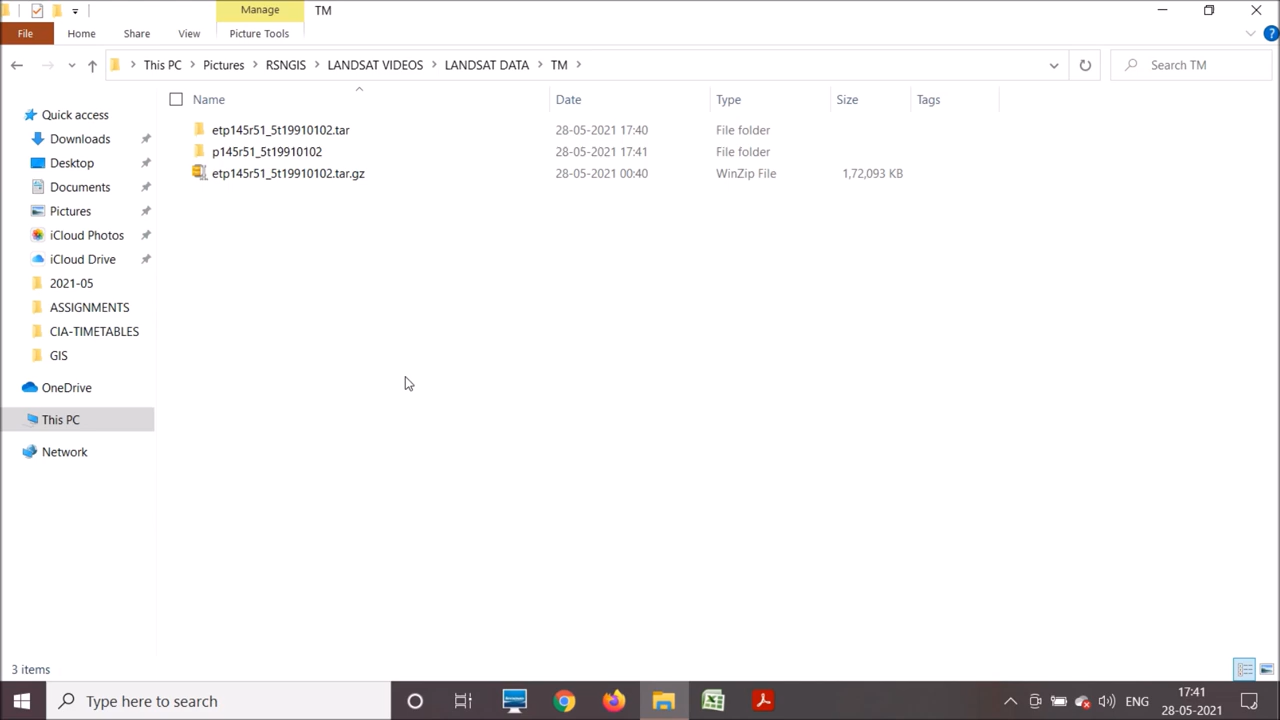 Manage TM
File Home Share View Picture Tools
This PC Pictures RSNGIS LANDSAT VIDEOS LANDSAT DATA TM Search TM
Name Date Type Size Tags
etp145r51_5t19910102.tar 28-05-2021 17:40 File folder
p145r51_5t19910102 28-05-2021 17:41 File folder
etp145r51_5t19910102.tar.gz 28-05-2021 00:40 WinZip File 1,72,093 KB
Quick access
Downloads
Desktop
Documents
Pictures
iCloud Photos
iCloud Drive
2021-05
ASSIGNMENTS
CIA-TIMETABLES
GIS
OneDrive
This PC
Network
3 items
Type here to search ENG 17:41
28-05-2021